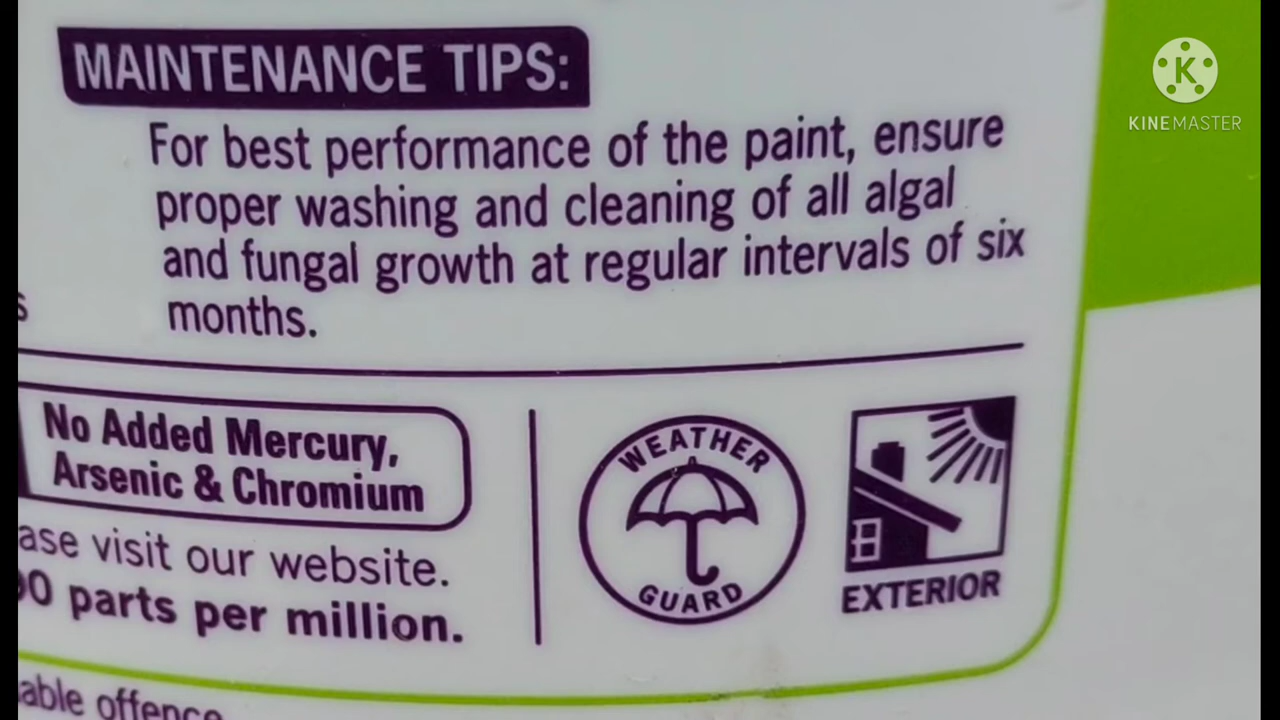 MAINTENANCE TIPS:
For best performance of the paint, ensure
proper washing and cleaning of all algal
and fungal growth at regular intervals of six
months.
No Added Mercury,
Arsenic & Chromium
visit our website.
parts per million.
WEATHER
GUARD
EXTERIOR
offence
K
KINEMASTER